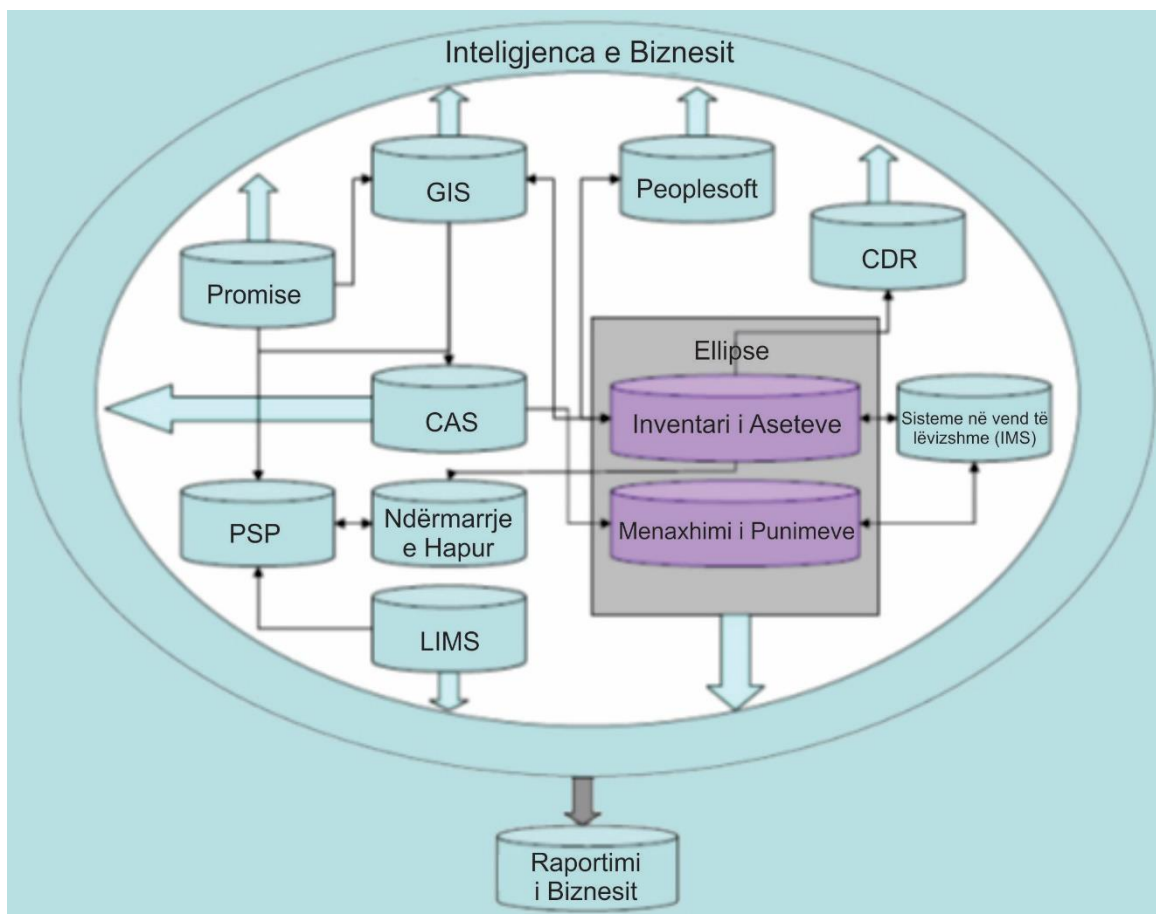 Inteligjenca e Biznesit
GIS
Peoplesoft
CDR
Promise
Ellipse
CAS
Inventari i Aseteve
Sisteme në vend të
lëvizshme (IMS)
PSP
Ndërmarrje
e Hapur
Menaxhimi i Punimeve
LIMS
Raportimi
i Biznesit